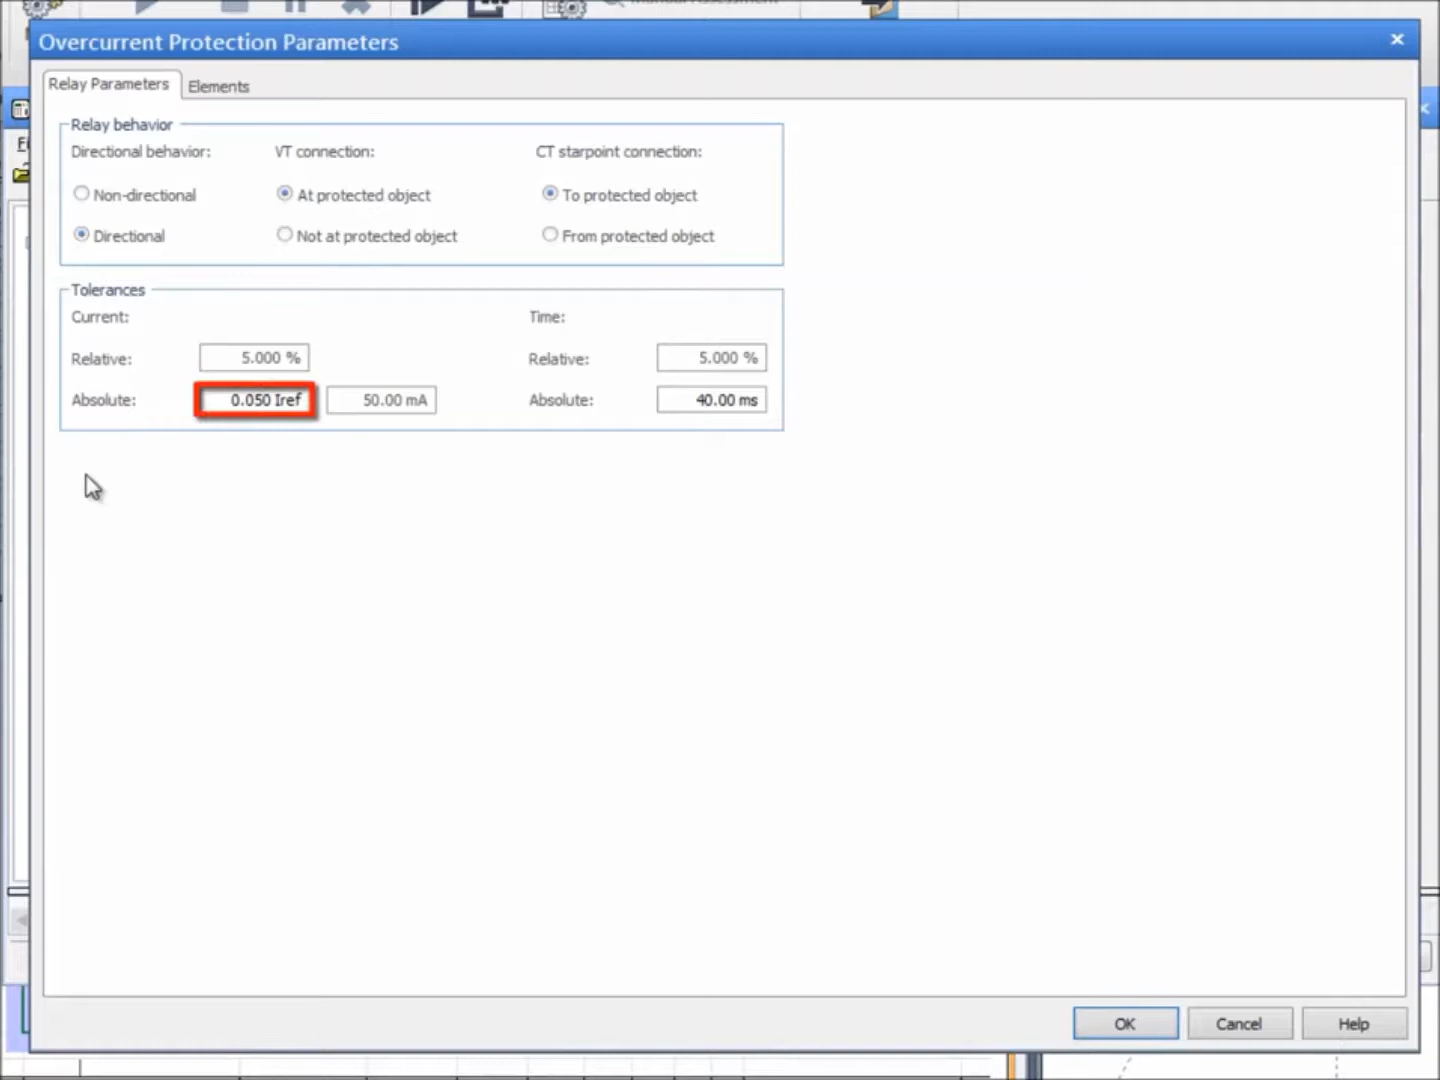 Overcurrent Protection Parameters
Relay Parameters
Elements
Relay behavior
Directional behavior:
VT connection:
CT starpoint connection:
Non-directional
At protected object
To protected object
Directional
Not at protected object
From protected object
Tolerances
Current:
Time:
Relative:
5.000 %
Relative:
5.000 %
Absolute:
0.050 Iref
50.00 mA
Absolute:
40.00 ms
OK
Cancel
Help